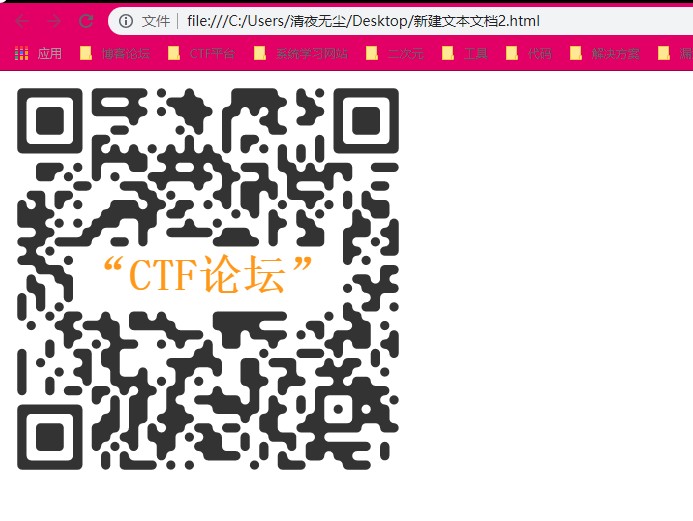 文件 file:///C:/Users/清夜无尘/Desktop/新建文本文档2.html
应用 博客论坛 CTF平台 系统学习网站 二次元 工具 代码 解决方案 漏
“CTF论坛”